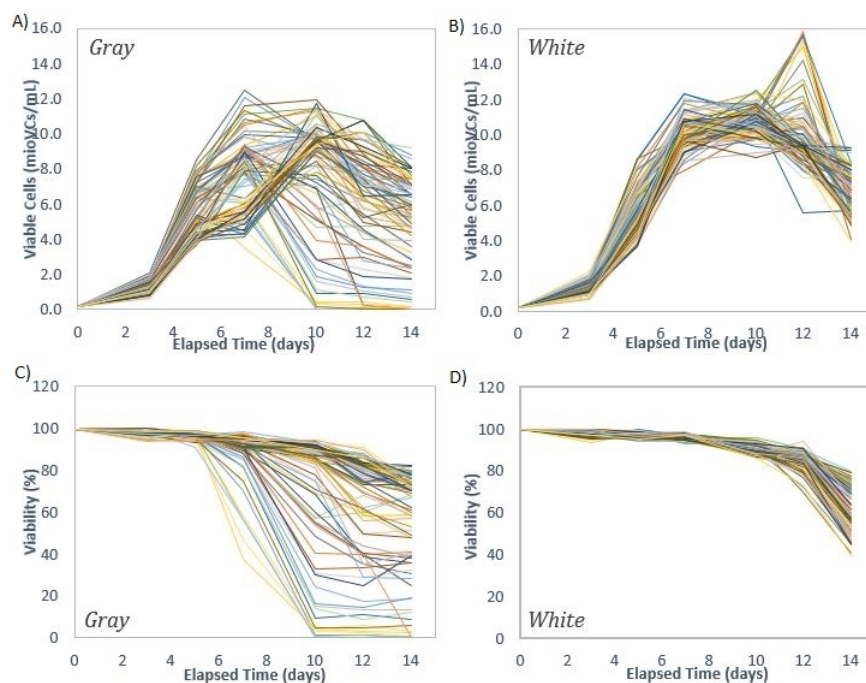 A)
Gray
Viable Cells (mioVCs/mL)
16.0
14.0
12.0
10.0
8.0
6.0
4.0
2.0
0.0
0 2 4 6 8 10 12 14
Elapsed Time (days)
B)
White
Viable Cells (mioVCs/mL)
16.0
14.0
12.0
10.0
8.0
6.0
4.0
2.0
0.0
0 2 4 6 8 10 12 14
Elapsed Time (days)
C)
Viability (%)
120
100
80
60
40
20
0
Gray
0 2 4 6 8 10 12 14
Elapsed Time (days)
D)
Viability (%)
120
100
80
60
40
20
0
White
0 2 4 6 8 10 12 14
Elapsed Time (days)